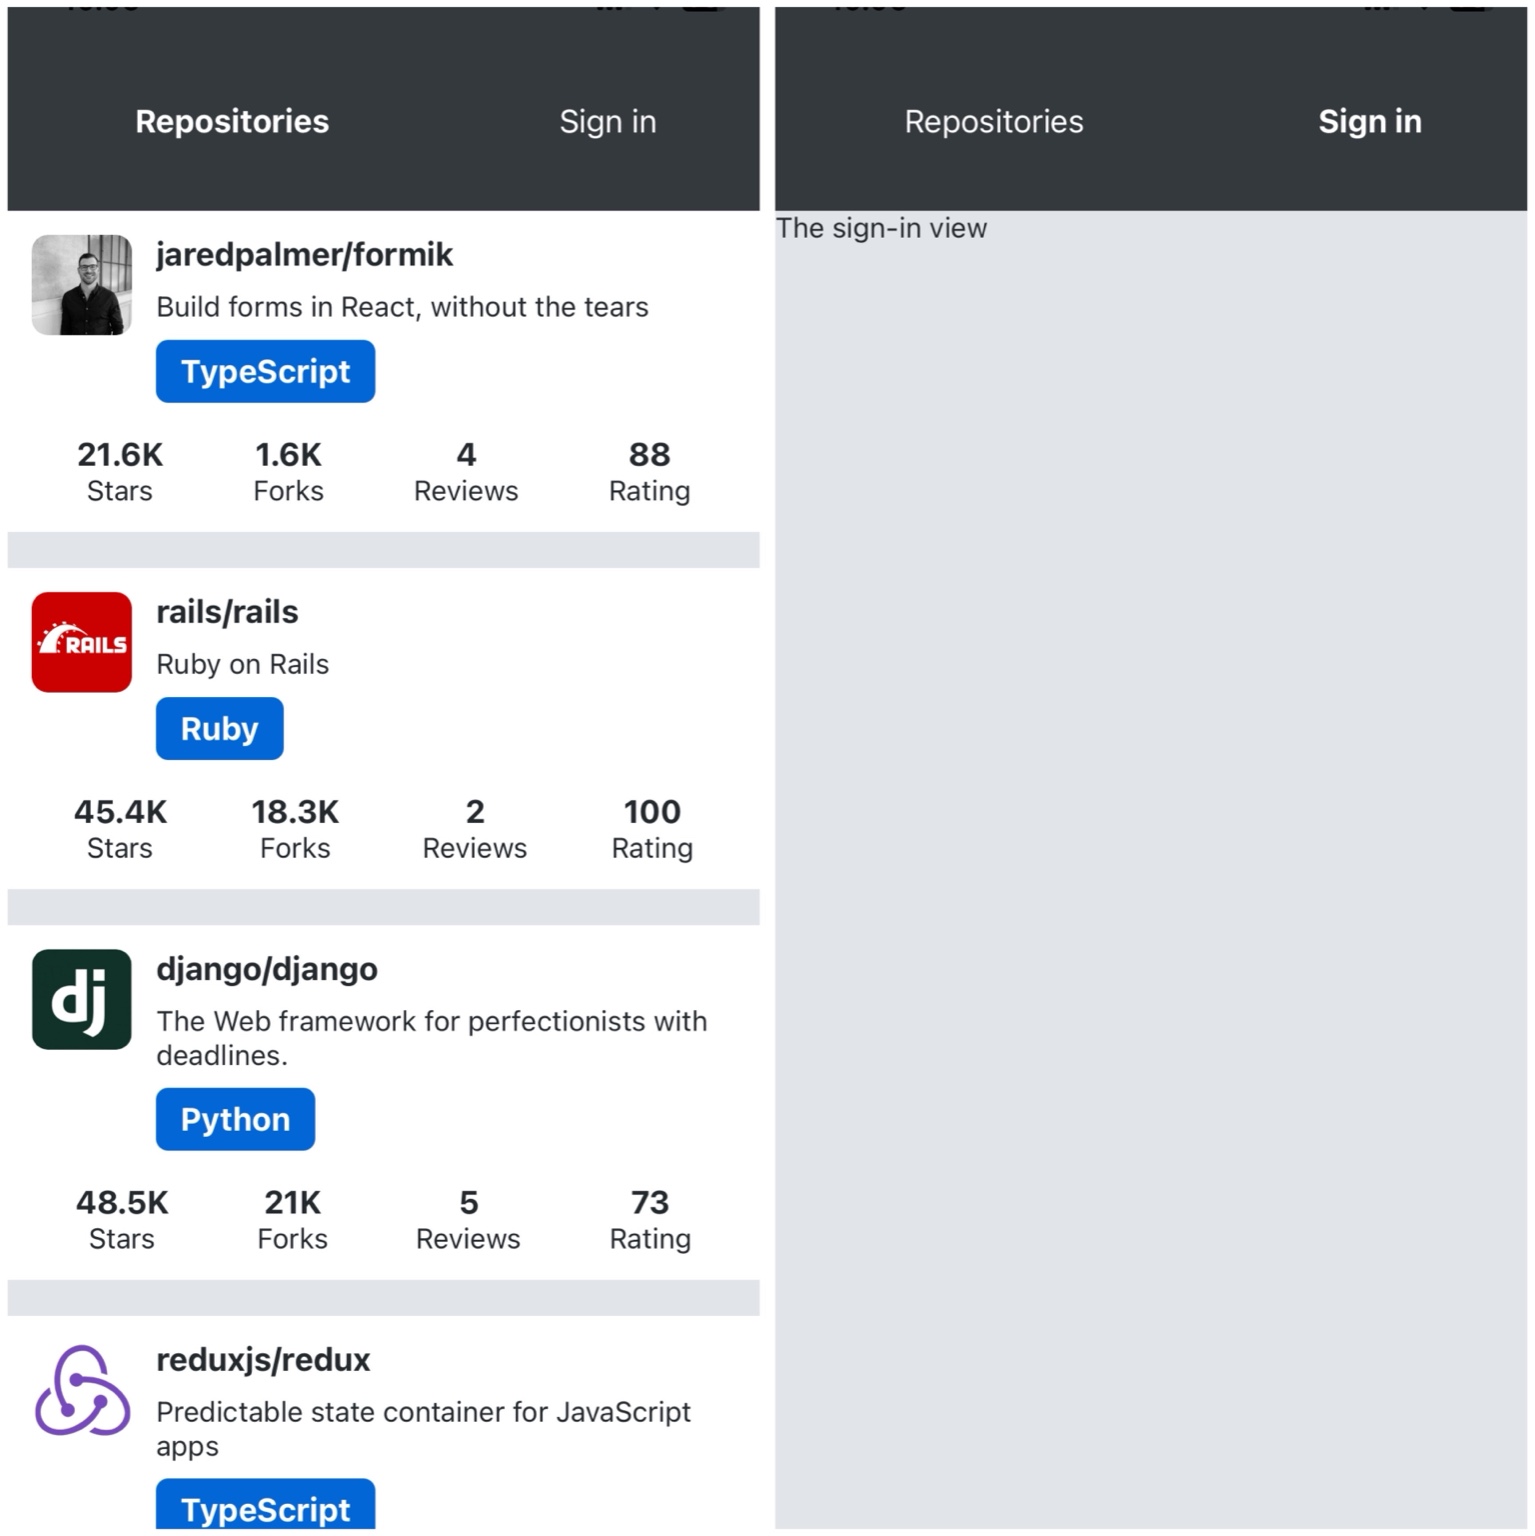 Repositories Sign in
jaredpalmer/formik
Build forms in React, without the tears
TypeScript
21.6K 1.6K 4 88
Stars Forks Reviews Rating
RAILS
rails/rails
Ruby on Rails
Ruby
45.4K 18.3K 2 100
Stars Forks Reviews Rating
dj
django/django
The Web framework for perfectionists with
deadlines.
Python
48.5K 21K 5 73
Stars Forks Reviews Rating
reduxjs/redux
Predictable state container for JavaScript
apps
TypeScript
Repositories Sign in
The sign-in view